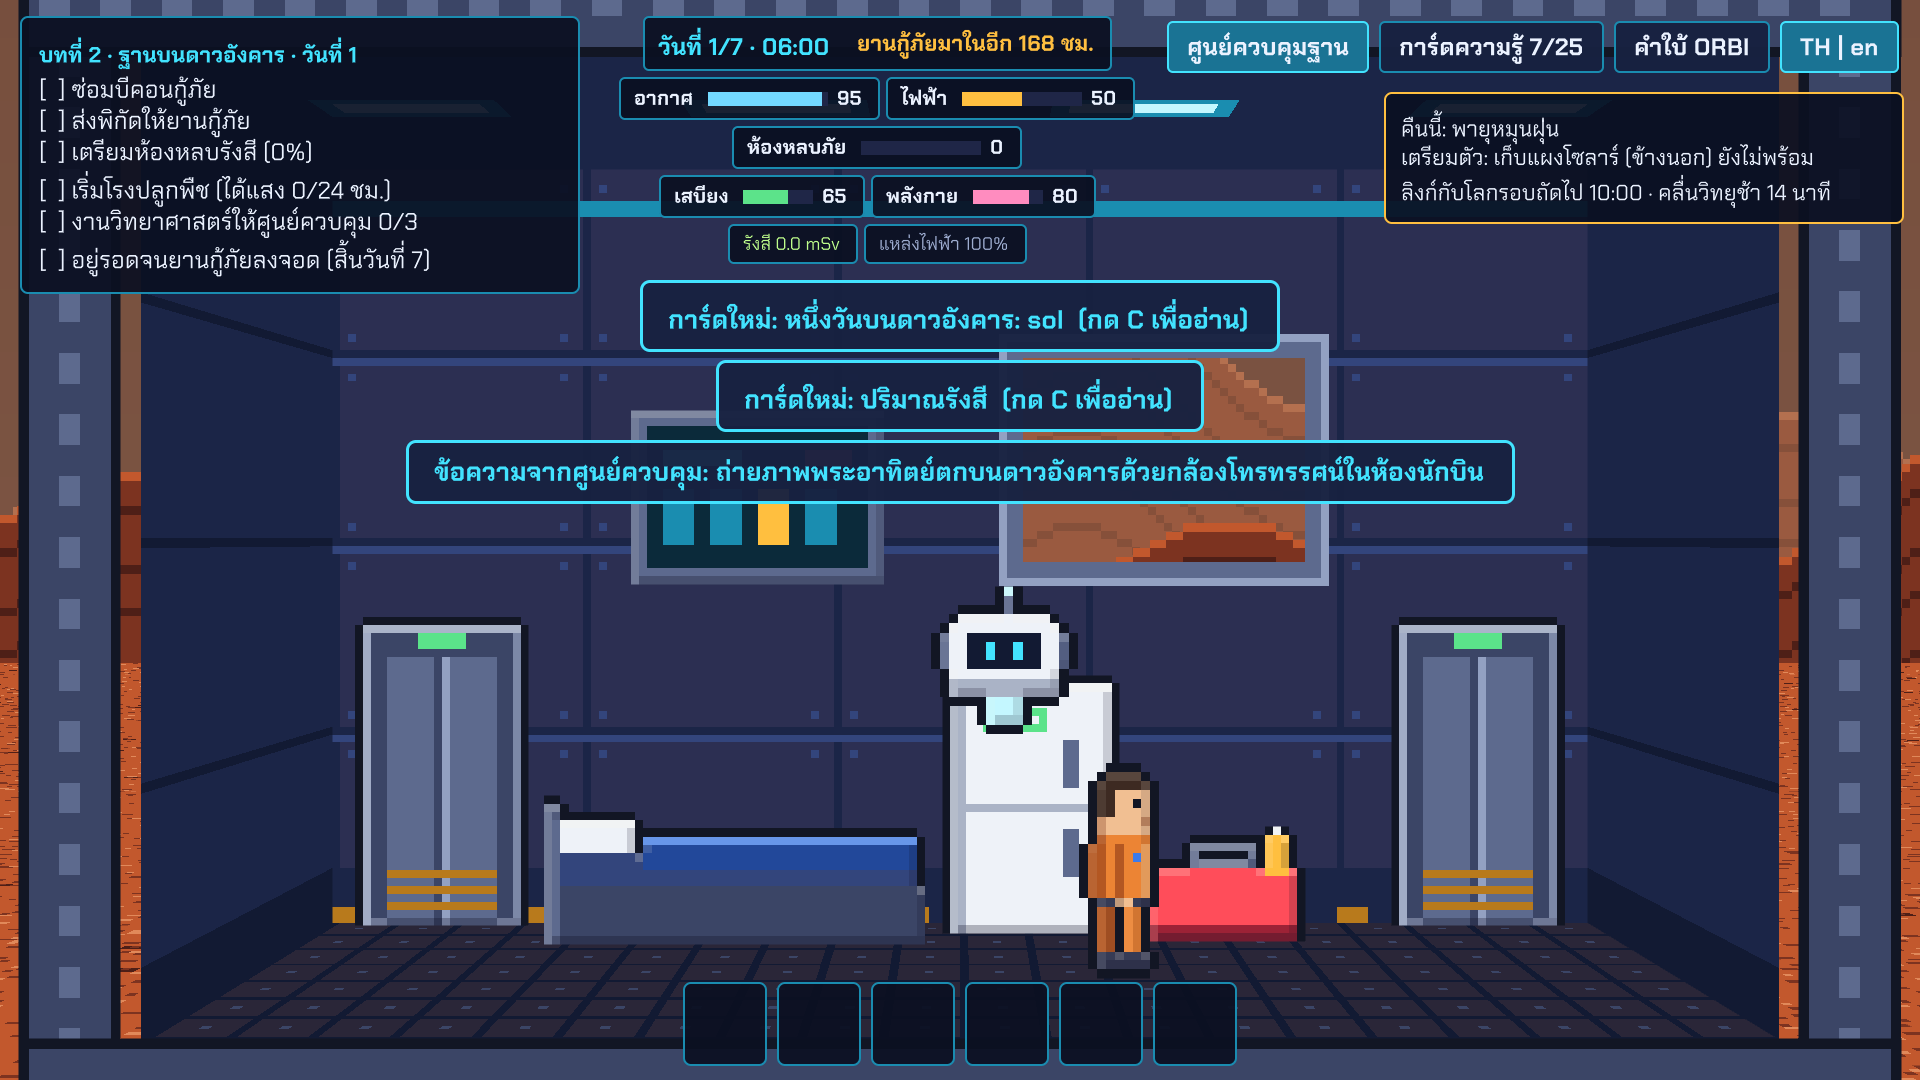 บทที่ 2 · ฐานบนดาวอังคาร · วันที่ 1
[ ] ซ่อมบีคอนกู้ภัย
[ ] ส่งพิกัดให้ยานกู้ภัย
[ ] เตรียมห้องหลบรังสี (0%)
[ ] เริ่มโรงปลูกพืช (ได้แสง 0/24 ชม.)
[ ] งานวิทยาศาสตร์ให้ศูนย์ควบคุม 0/3
[ ] อยู่รอดจนยานกู้ภัยลงจอด (สิ้นวันที่ 7)
วันที่ 1/7 · 06:00 ยานกู้ภัยมาในอีก 168 ชม.
อากาศ 95 ไฟฟ้า 50
ห้องหลบภัย 0
เสบียง 65 พลังกาย 80
รังสี 0.0 mSv แหล่งไฟฟ้า 100%
ศูนย์ควบคุมฐาน การ์ดความรู้ 7/25 คำใบ้ ORBI TH | en
คืนนี้: พายุหมุนฝุ่น
เตรียมตัว: เก็บแผงโซลาร์ (ข้างนอก) ยังไม่พร้อม
ลิงก์กับโลกรอบถัดไป 10:00 · คลื่นวิทยุช้า 14 นาที
การ์ดใหม่: หนึ่งวันบนดาวอังคาร: sol (กด C เพื่ออ่าน)
การ์ดใหม่: ปริมาณรังสี (กด C เพื่ออ่าน)
ข้อความจากศูนย์ควบคุม: ถ่ายภาพพระอาทิตย์ตกบนดาวอังคารด้วยกล้องโทรทรรศน์ในห้องนักบิน